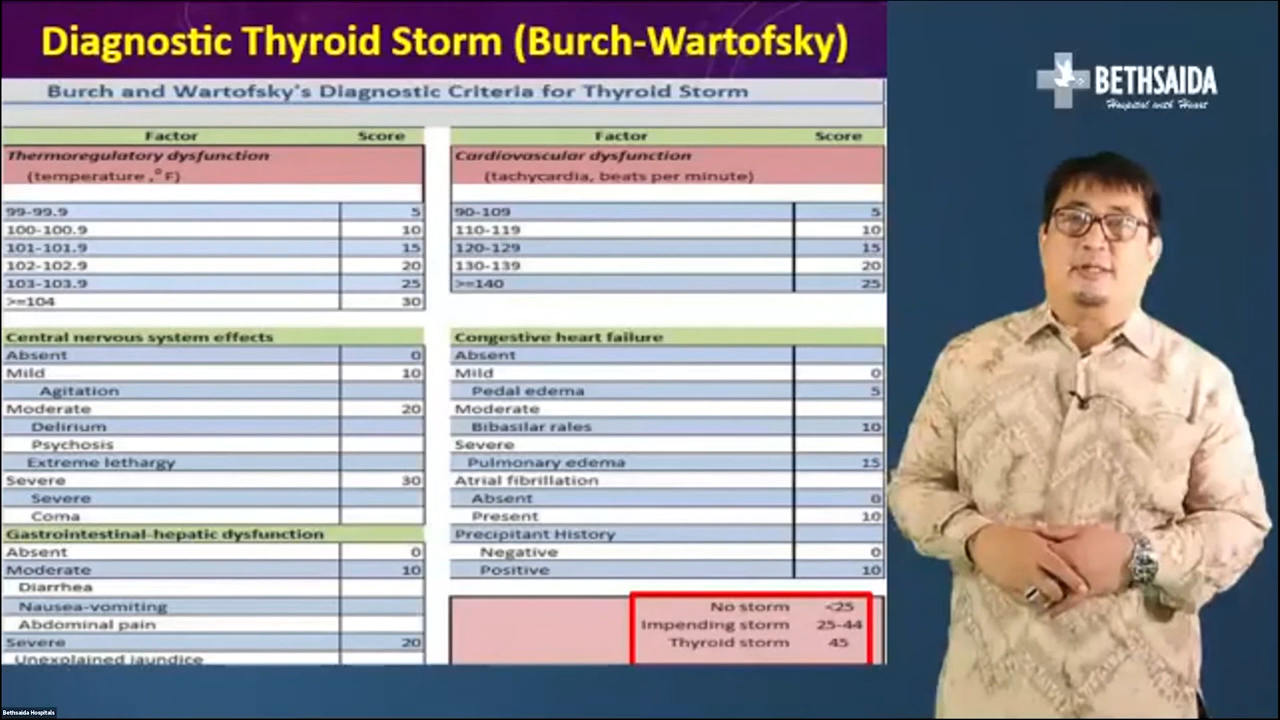 Diagnostic Thyroid Storm (Burch-Wartofsky)
Burch and Wartofsky's Diagnostic Criteria for Thyroid Storm
Factor Score
Thermoregulatory dysfunction
(temperature ,°F)
99-99.9 5
100-100.9 10
101-101.9 15
102-102.9 20
103-103.9 25
>=104 30
Central nervous system effects
Absent 0
Mild 10
Agitation
Moderate 20
Delirium
Psychosis
Extreme lethargy
Severe 30
Severe
Coma
Gastrointestinal-hepatic dysfunction
Absent 0
Moderate 10
Diarrhea
Nausea-vomiting
Abdominal pain
Severe 20
Unexplained jaundice
Factor Score
Cardiovascular dysfunction
(tachycardia, beats per minute)
90-109 5
110-119 10
120-129 15
130-139 20
>=140 25
Congestive heart failure
Absent
Mild 0
Pedal edema 5
Moderate
Bibasilar rales 10
Severe
Pulmonary edema 15
Atrial fibrillation
Absent 0
Present 10
Precipitant History
Negative 0
Positive 10
No storm <25
Impending storm 25-44
Thyroid storm 45
BETHSAIDA
Hospital with Heart
Bethsaida Hospitals